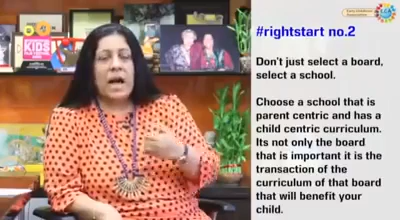 #rightstart no.2
Don't just select a board,
select a school.
Choose a school that is
parent centric and has a
child centric curriculum.
Its not only the board
that is important it is the
transaction of the
curriculum of that board
that will benefit your
child.
KIDS